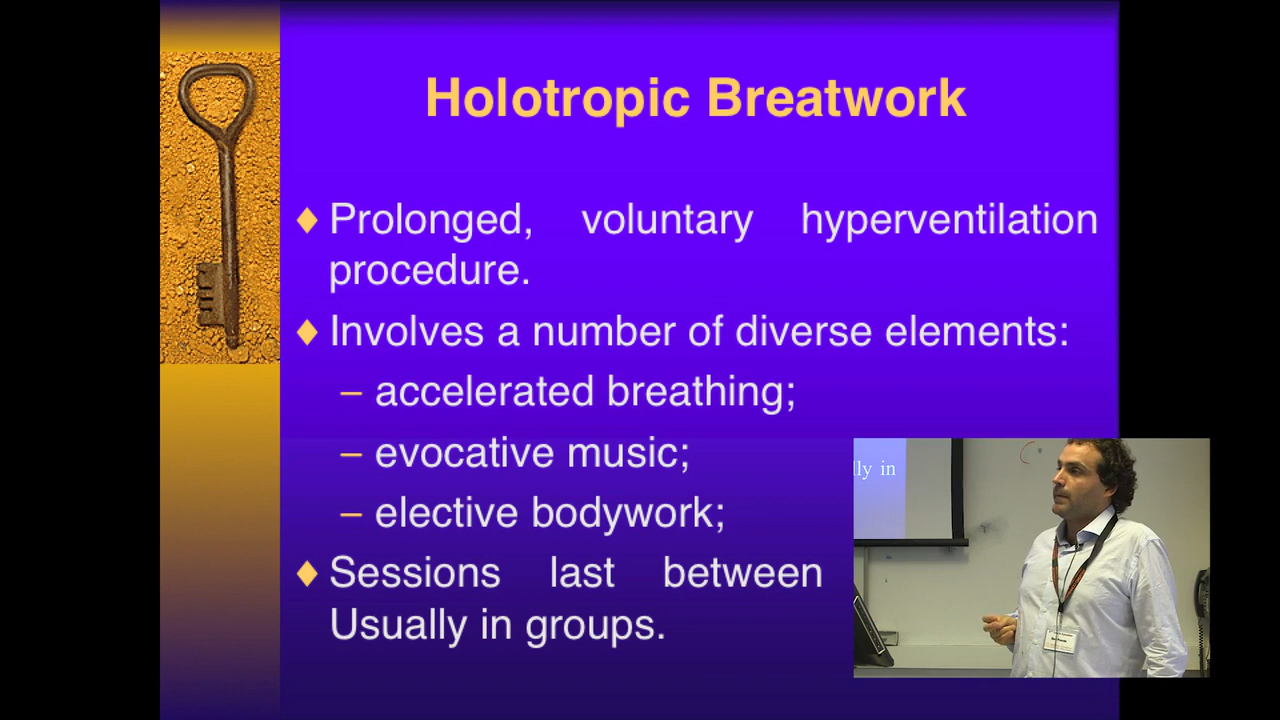 Holotropic Breatwork
♦ Prolonged, voluntary hyperventilation
procedure.
♦ Involves a number of diverse elements:
– accelerated breathing;
– evocative music;
– elective bodywork;
♦ Sessions last between
Usually in groups.
lly in